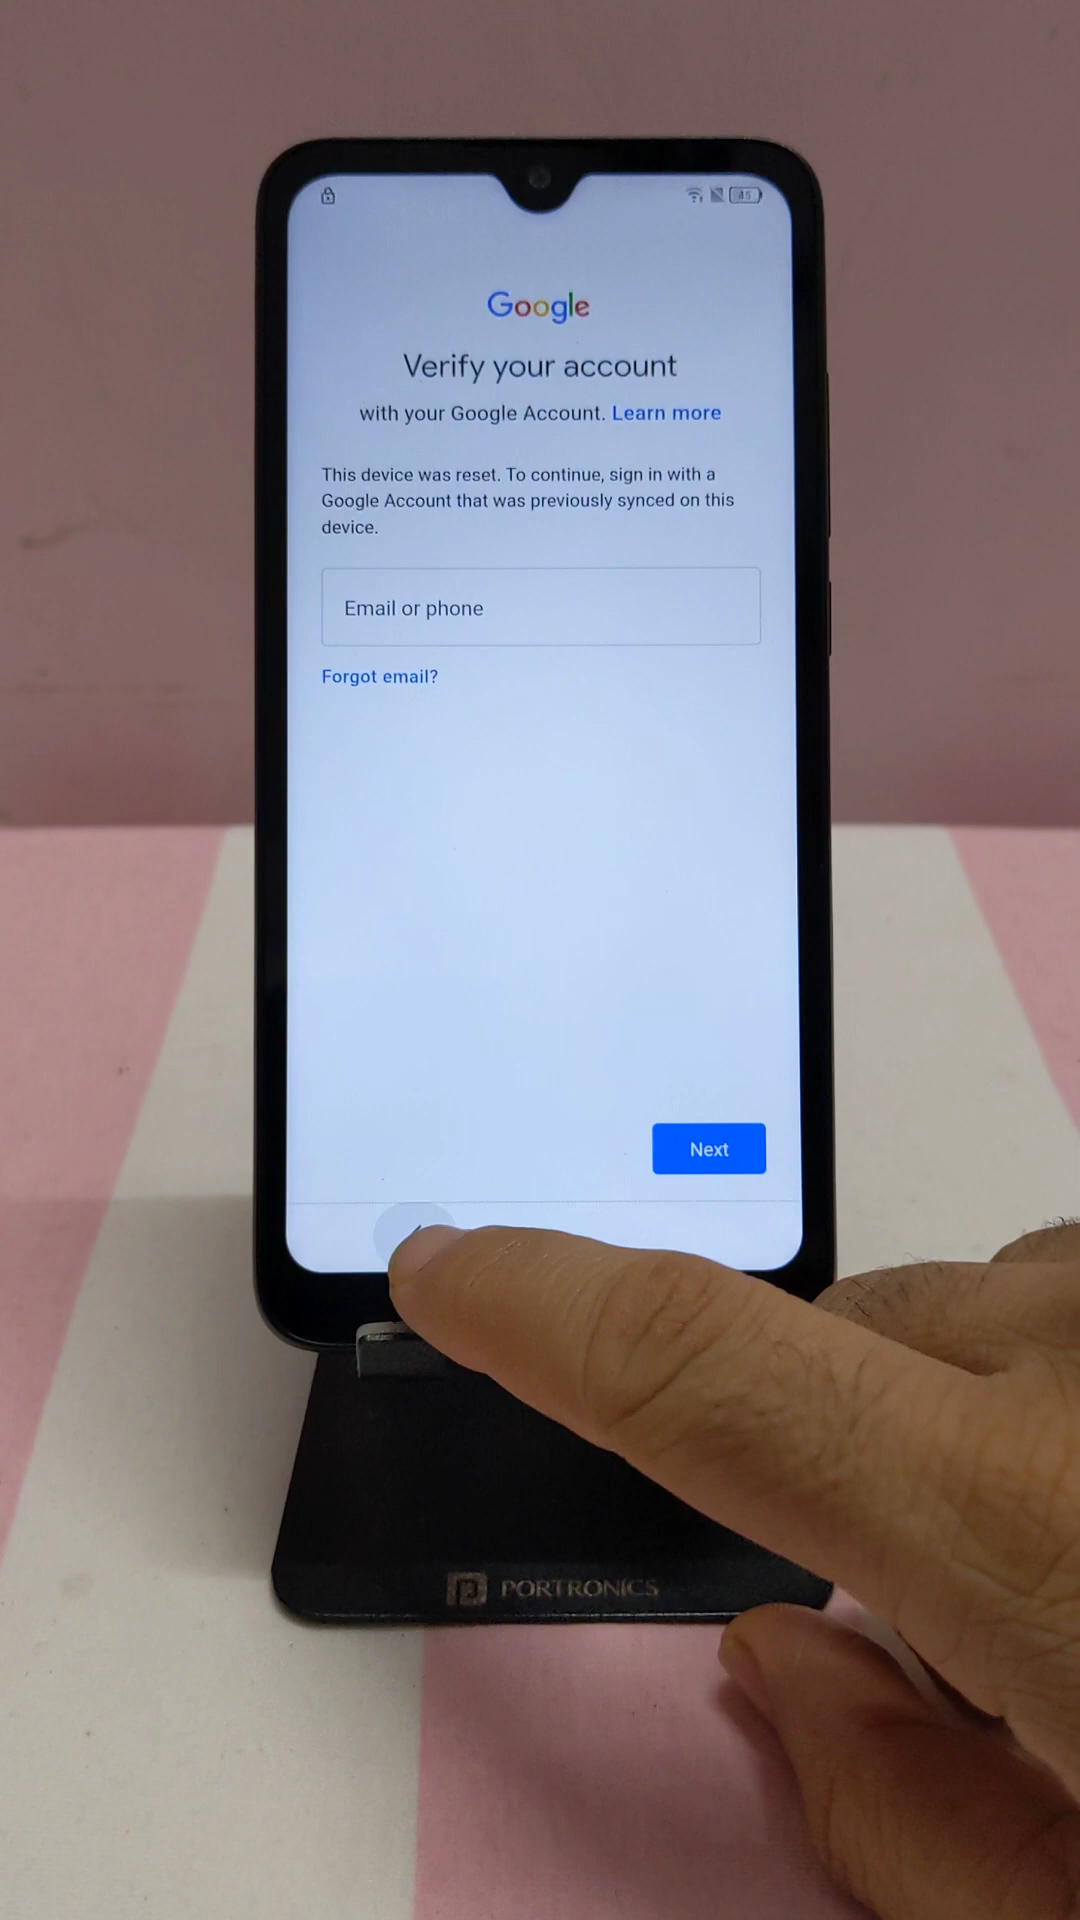 45
Google
Verify your account
with your Google Account. Learn more
This device was reset. To continue, sign in with a
Google Account that was previously synced on this
device.
Email or phone
Forgot email?
Next
PORTRONICS